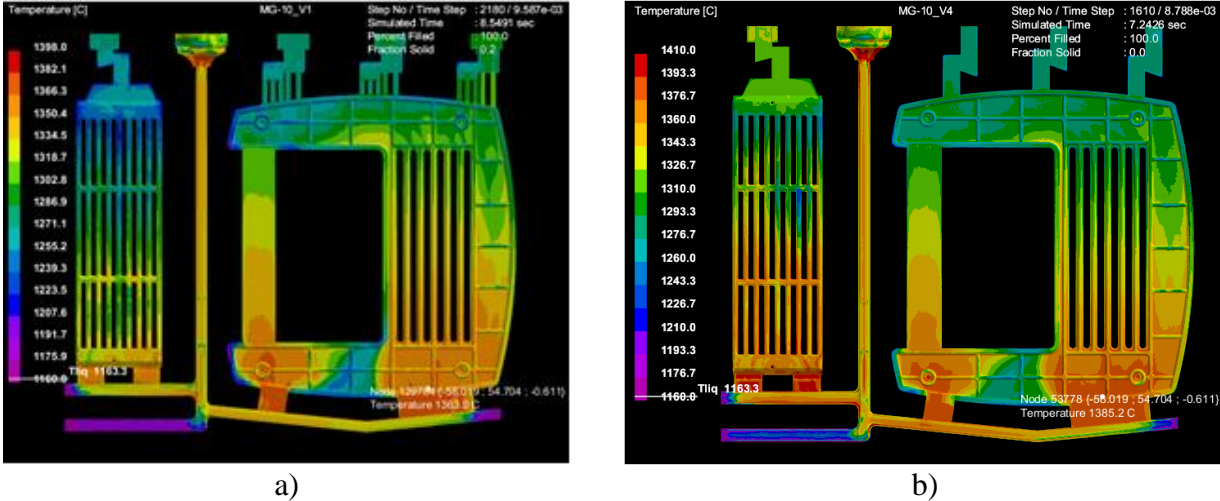 Temperature [C]
MG-10_V1
Step No / Time Step : 2180 / 9.587e-03
Simulated Time : 8.5491 sec
Percent Filled : 100.0
Fraction Solid : 0.2
1398.0
1382.1
1366.3
1350.4
1334.5
1318.7
1302.8
1286.9
1271.1
1255.2
1239.3
1223.5
1207.6
1191.7
1175.9
1160.0
Tliq 1163.3
54.704 ; -0.611)
Temperature
a)
Temperature [C]
MG-10_V4
Step No / Time Step : 1610 / 8.788e-03
Simulated Time : 7.2426 sec
Percent Filled : 100.0
Fraction Solid : 0.0
1410.0
1393.3
1376.7
1360.0
1343.3
1326.7
1310.0
1293.3
1276.7
1260.0
1243.3
1226.7
1210.0
1193.3
1176.7
1160.0
Tliq 1163.3
Node 53778 ; 54.704 ; -0.611)
Temperature 1385.2 C
b)